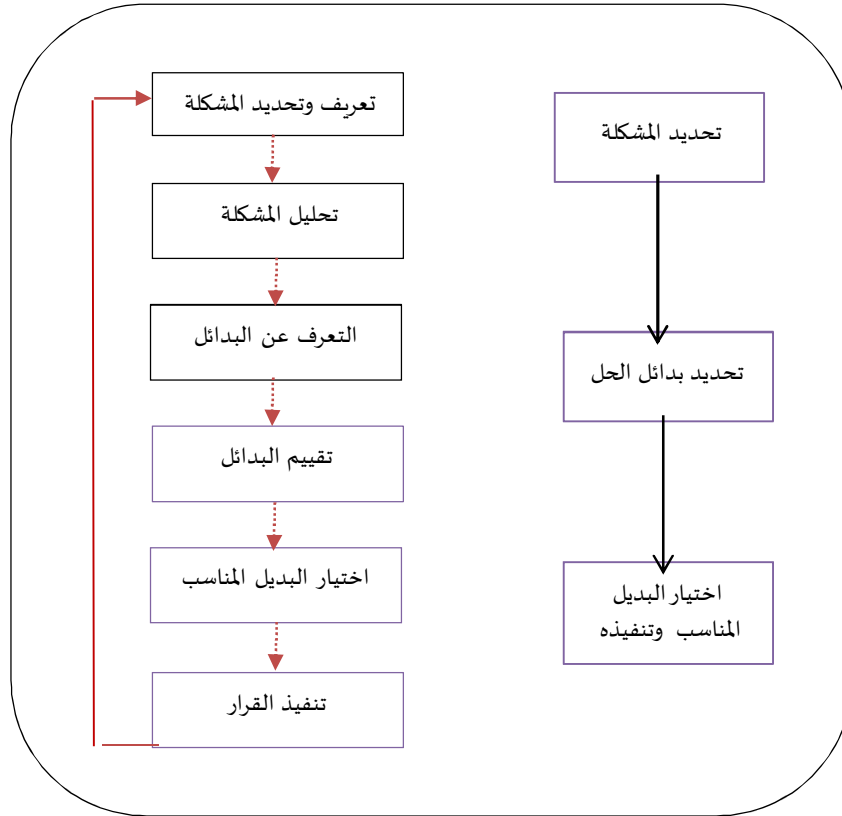 تحديد المشكلة
تحديد بدائل الحل
اختيار البديل
المناسب وتنفيذه
تعريف وتحديد المشكلة
تحليل المشكلة
التعرف عن البدائل
تقييم البدائل
اختيار البديل المناسب
تنفيذ القرار